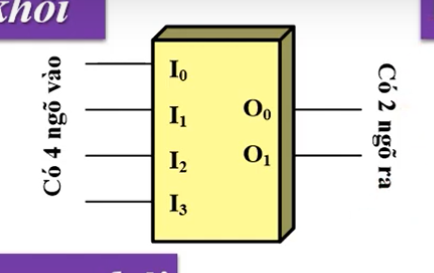 khối
Có 4 ngõ vào
I₀
I₁
I₂
I₃
O₀
O₁
Có 2 ngõ ra